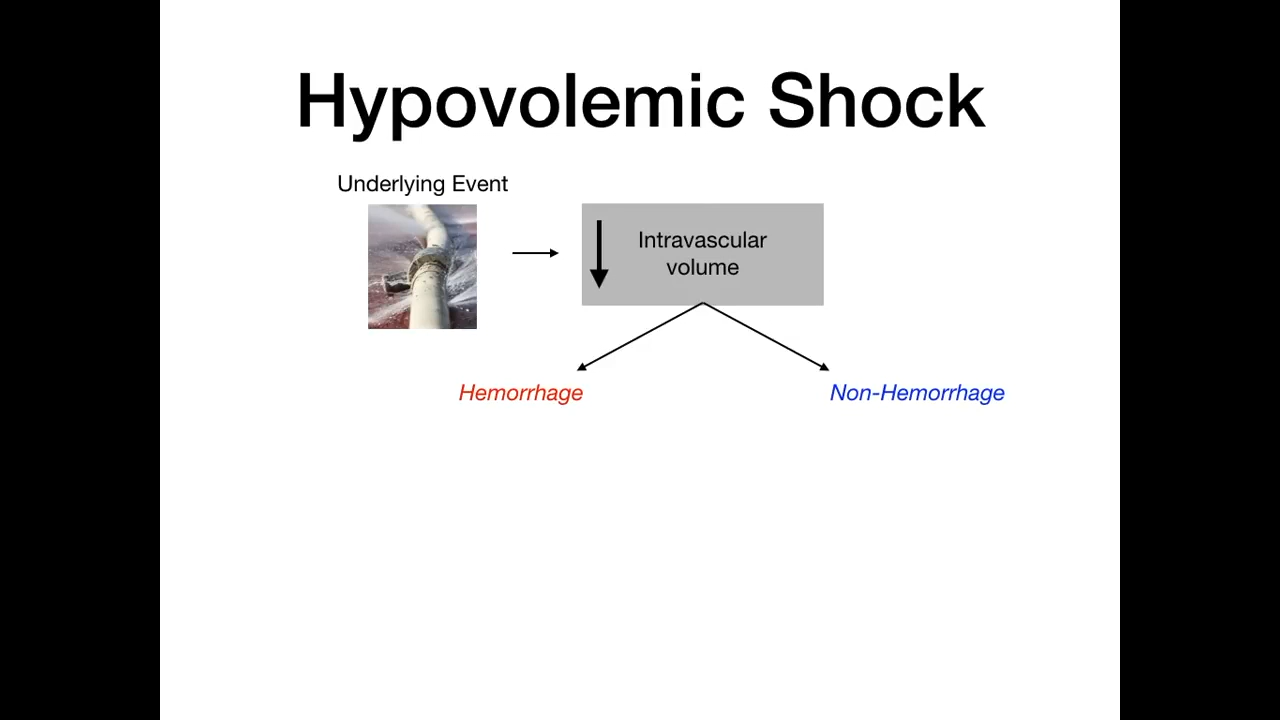 Hypovolemic Shock
Underlying Event
Intravascular
volume
Hemorrhage
Non-Hemorrhage